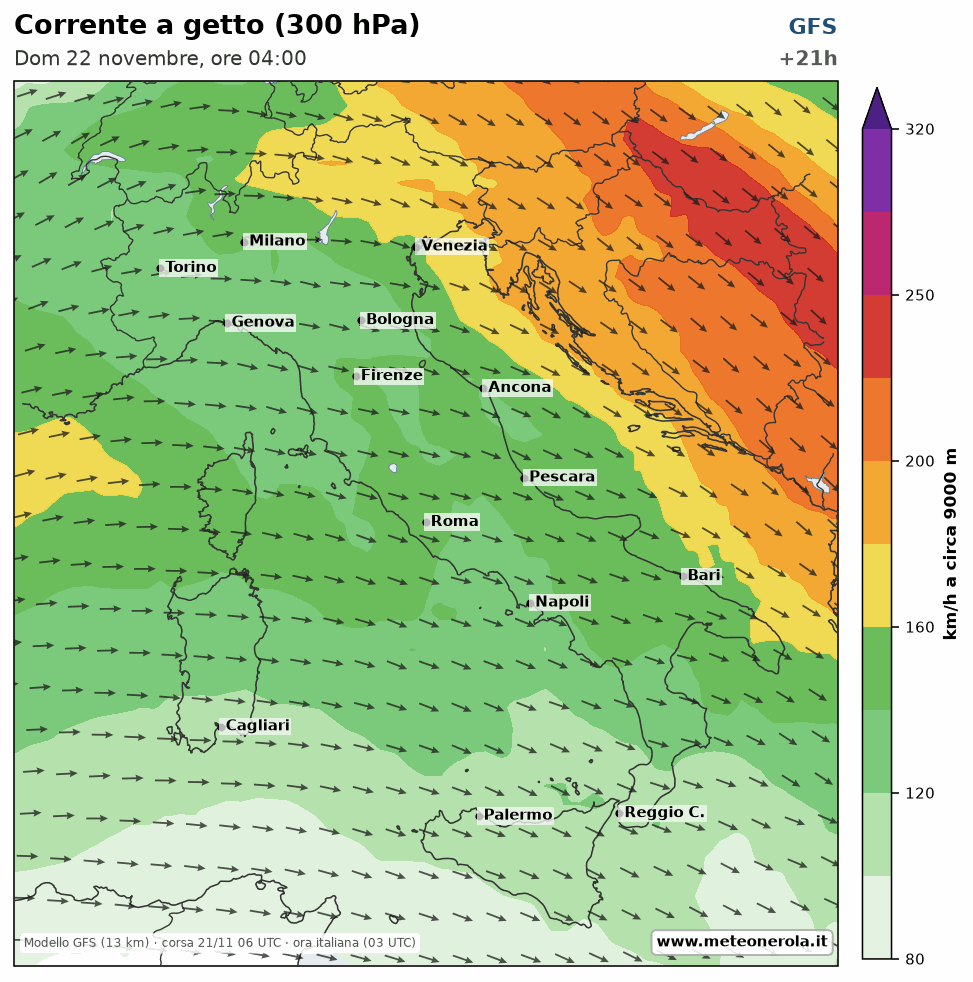 Corrente a getto (300 hPa)
GFS
Dom 22 novembre, ore 04:00
+21h
320
250
200
160
120
80
km/h a circa 9000 m
Milano
Venezia
Torino
Genova
Bologna
Firenze
Ancona
Pescara
Roma
Bari
Napoli
Cagliari
Palermo
Reggio C.
Modello GFS (13 km) · corsa 21/11 06 UTC · ora italiana (03 UTC)
www.meteonerola.it